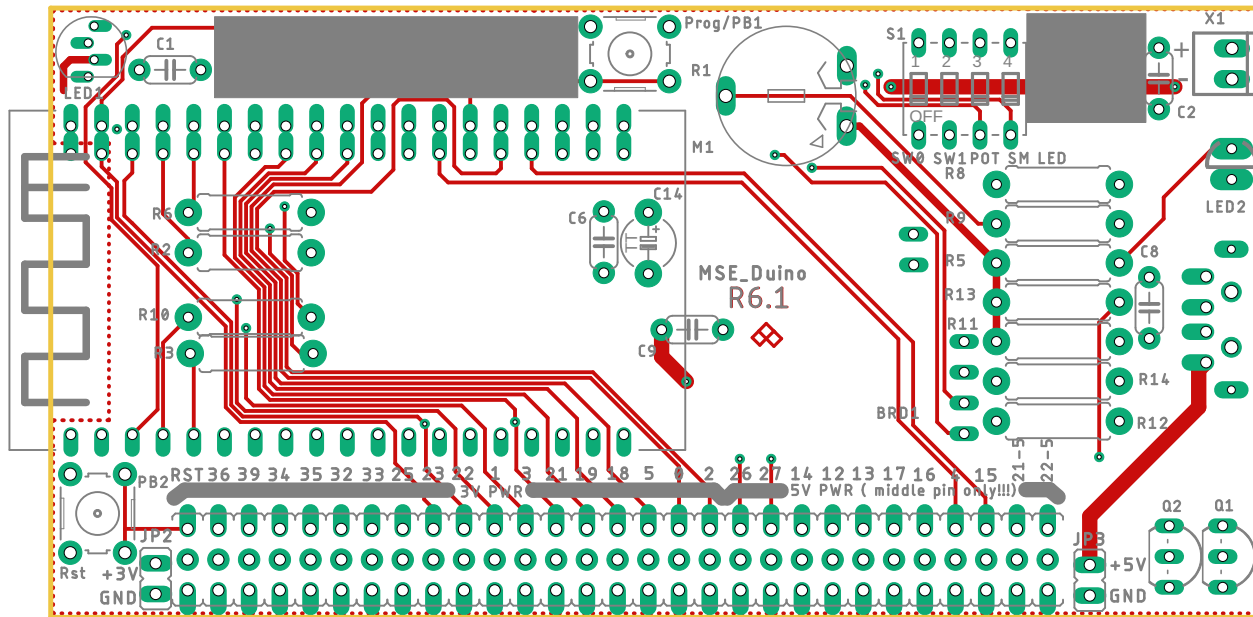 C1
LED1
Prog/PB1
R1
S1
1 2 3 4
OFF
X1
+
-
C2
M1
SW0 SW1 POT SM LED
R8
LED2
R6
R2
C6
C14
R9
R5
MSE_Duino
R6.1
C8
R13
R10
R11
R3
C9
R14
BRD1
R12
PB2
RST 36 39 34 35 32 33 25 23 22 1 3 21 19 18 5 0 2 26 27 14 12 13 17 16 4 15 21-5 22-5
3V PWR
5V PWR ( middle pin only!!!)
Q2
Q1
JP2
JP3
Rst
+3V
+5V
GND
GND